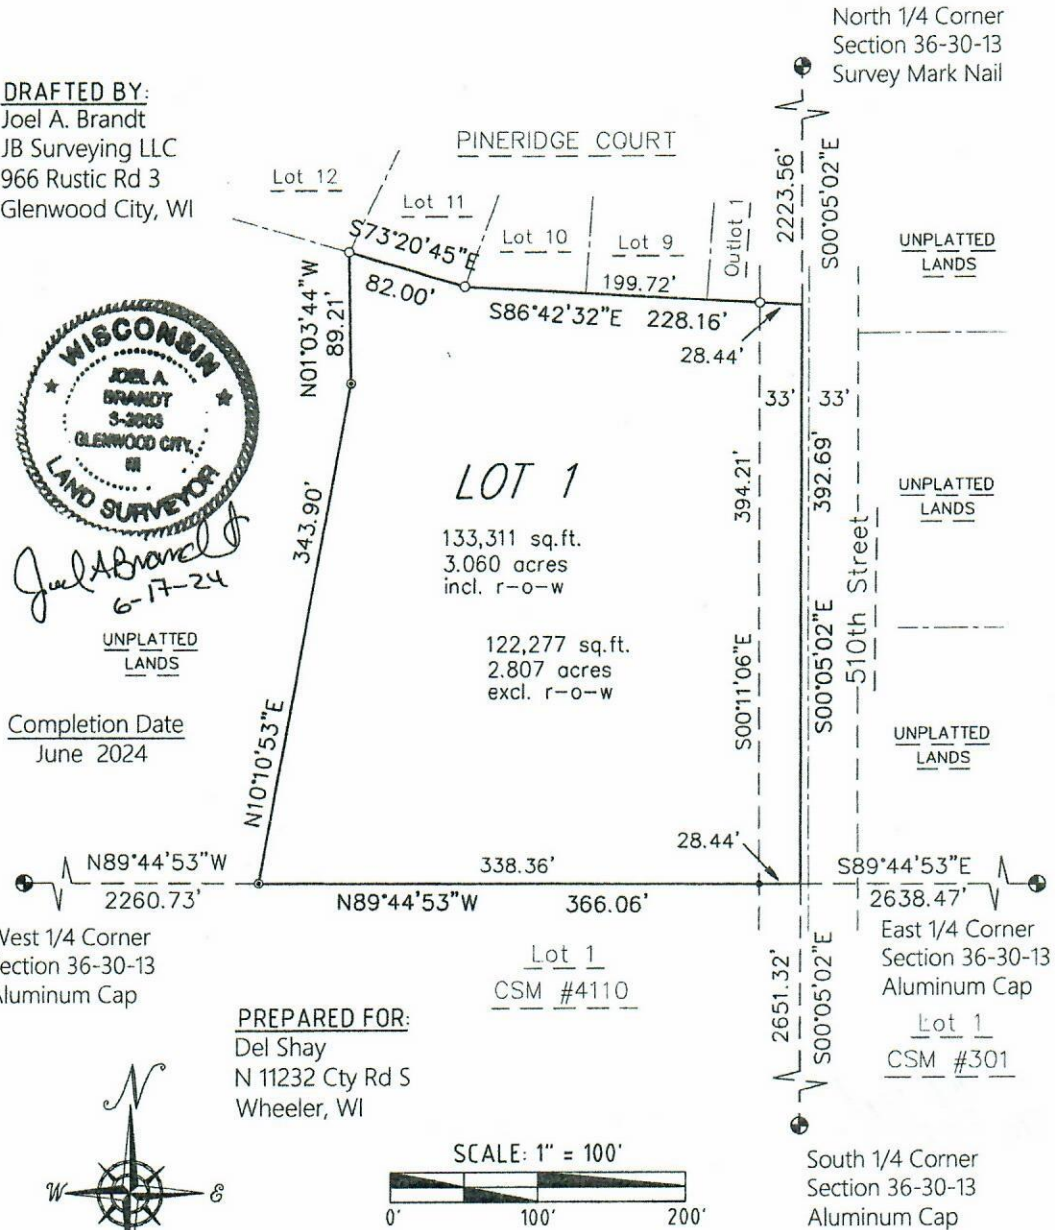 North 1/4 Corner
Section 36-30-13
Survey Mark Nail
DRAFTED BY:
Joel A. Brandt
JB Surveying LLC
966 Rustic Rd 3
Glenwood City, WI
PINERIDGE COURT
Lot 12
Lot 11
Lot 10
Lot 9
Outlot 1
2223.56'
S00°05'02"E
UNPLATTED
LANDS
S73°20'45"E
82.00'
199.72'
S86°42'32"E 228.16'
28.44'
N01°03'44"W
89.21'
33'
33'
WISCONSIN
JOEL A.
BRANDT
GLENWOOD CITY,
LAND SURVEYOR
Joel A Brandt
6-17-24
LOT 1
133,311 sq.ft.
3.060 acres
incl. r-o-w
122,277 sq.ft.
2.807 acres
excl. r-o-w
343.90'
N10°10'53"E
394.21'
S00°11'06"E
392.69'
S00°05'02"E
510th Street
UNPLATTED
LANDS
UNPLATTED
LANDS
UNPLATTED
LANDS
Completion Date
June 2024
28.44'
N89°44'53"W
2260.73'
338.36'
N89°44'53"W 366.06'
S89°44'53"E
2638.47'
West 1/4 Corner
Section 36-30-13
Aluminum Cap
East 1/4 Corner
Section 36-30-13
Aluminum Cap
Lot 1
CSM #4110
2651.32'
S00°05'02"E
Lot 1
CSM #301
PREPARED FOR:
Del Shay
N 11232 Cty Rd S
Wheeler, WI
N
W
E
SCALE: 1" = 100'
0' 100' 200'
South 1/4 Corner
Section 36-30-13
Aluminum Cap